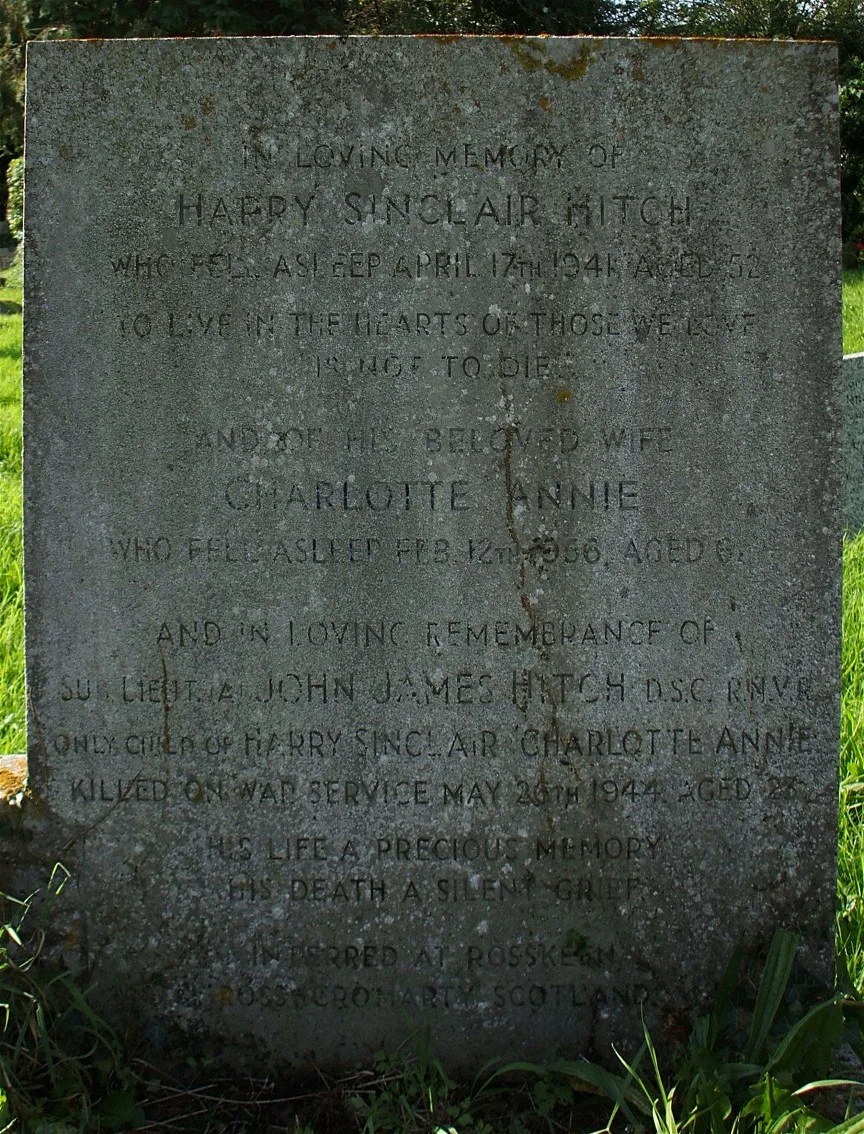 IN LOVING MEMORY OF
HARRY SINCLAIR HITCH
WHO FELL ASLEEP APRIL 17TH 1941, AGED 52
TO LIVE IN THE HEARTS OF THOSE WE LOVE
IS NOT TO DIE
AND OF HIS BELOVED WIFE
CHARLOTTE ANNIE
WHO FELL ASLEEP FEB. 12TH 1956, AGED
AND IN LOVING REMEMBRANCE OF
SUB. LIEUT. (A) JOHN JAMES HITCH D.S.C. R.N.V.R.
ONLY CHILD OF HARRY SINCLAIR CHARLOTTE ANNIE
KILLED ON WAR SERVICE MAY 26TH 1944, AGED
HIS LIFE A PRECIOUS MEMORY
HIS DEATH A SILENT GRIEF
INTERRED AT ROSSKEEN,
ROSS-CROMARTY, SCOTLAND.